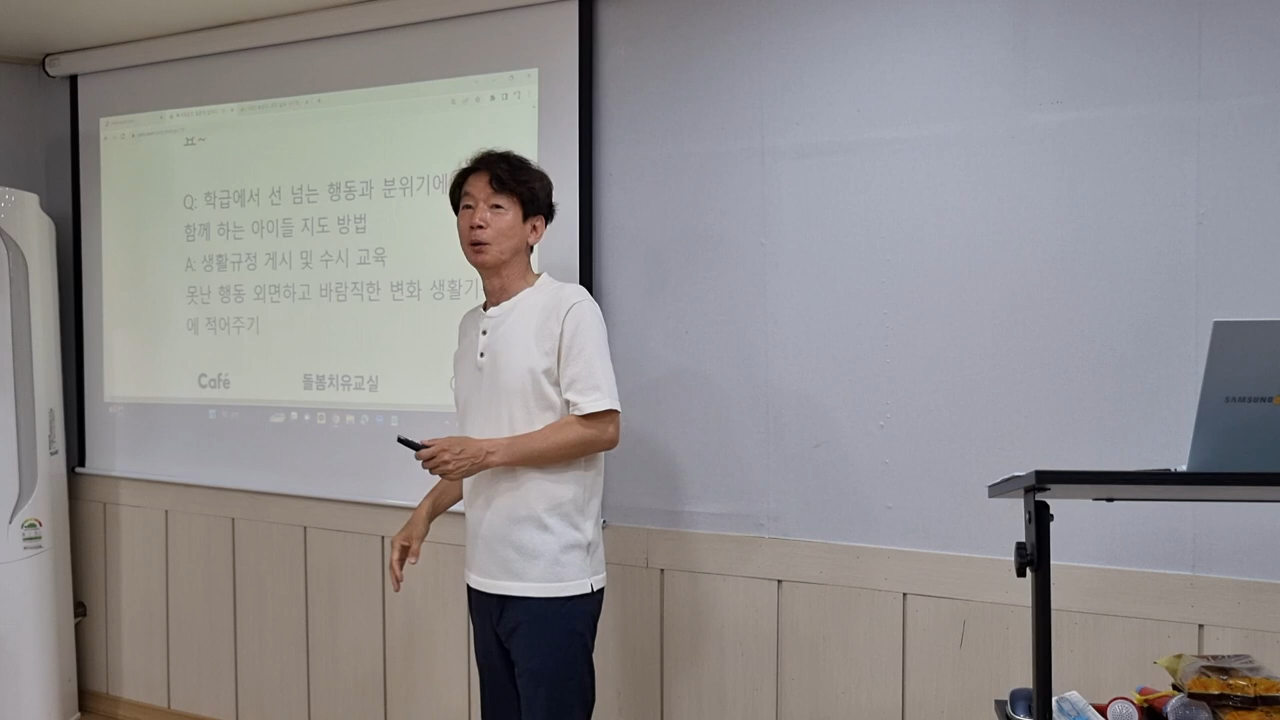 요~
Q: 학급에서 선 넘는 행동과 분위기에
함께 하는 아이들 지도 방법
A: 생활규정 게시 및 수시 교육
못난 행동 외면하고 바람직한 변화 생활기
에 적어주기
Café 돌봄치유교실
SAMSUNG